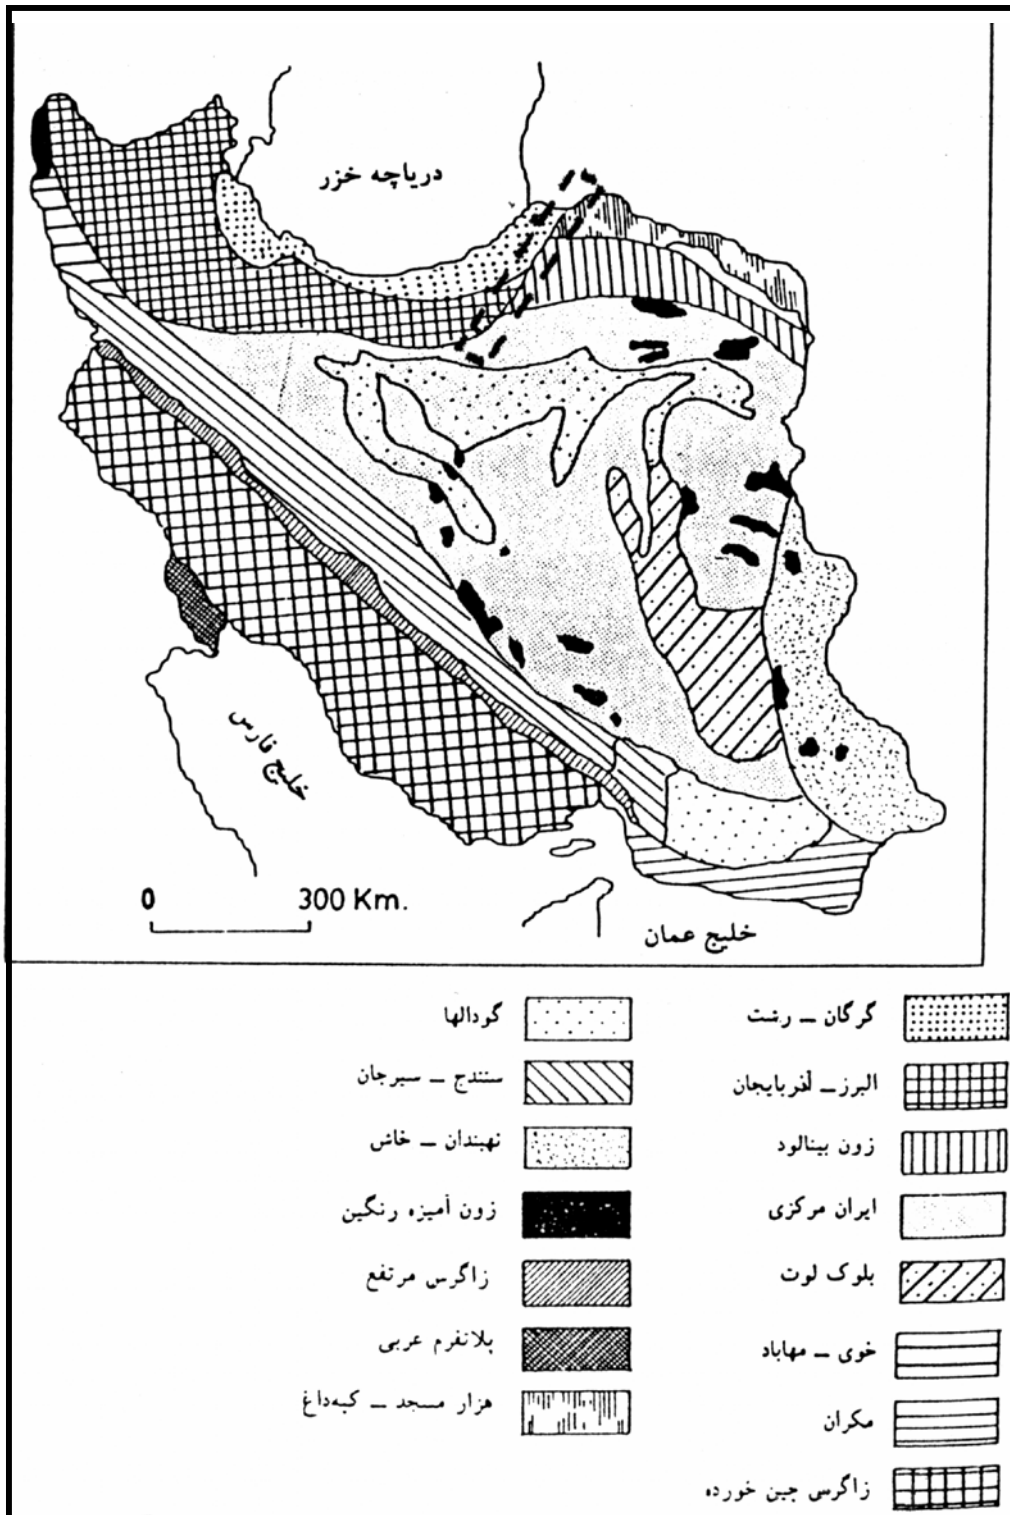 دریاچه خزر
خلیج فارس
0 300 Km.
خلیج عمان
گرگان – رشت
البرز – آذربایجان
زون بینالود
ایران مرکزی
بلوک لوت
خوی – مهاباد
مکران
زاگرس چین خورده
گودالها
سنندج – سیرجان
نهبندان – خاش
زون آمیزه رنگین
زاگرس مرتفع
پلاتفرم عربی
هزار مسجد – کپه‌داغ